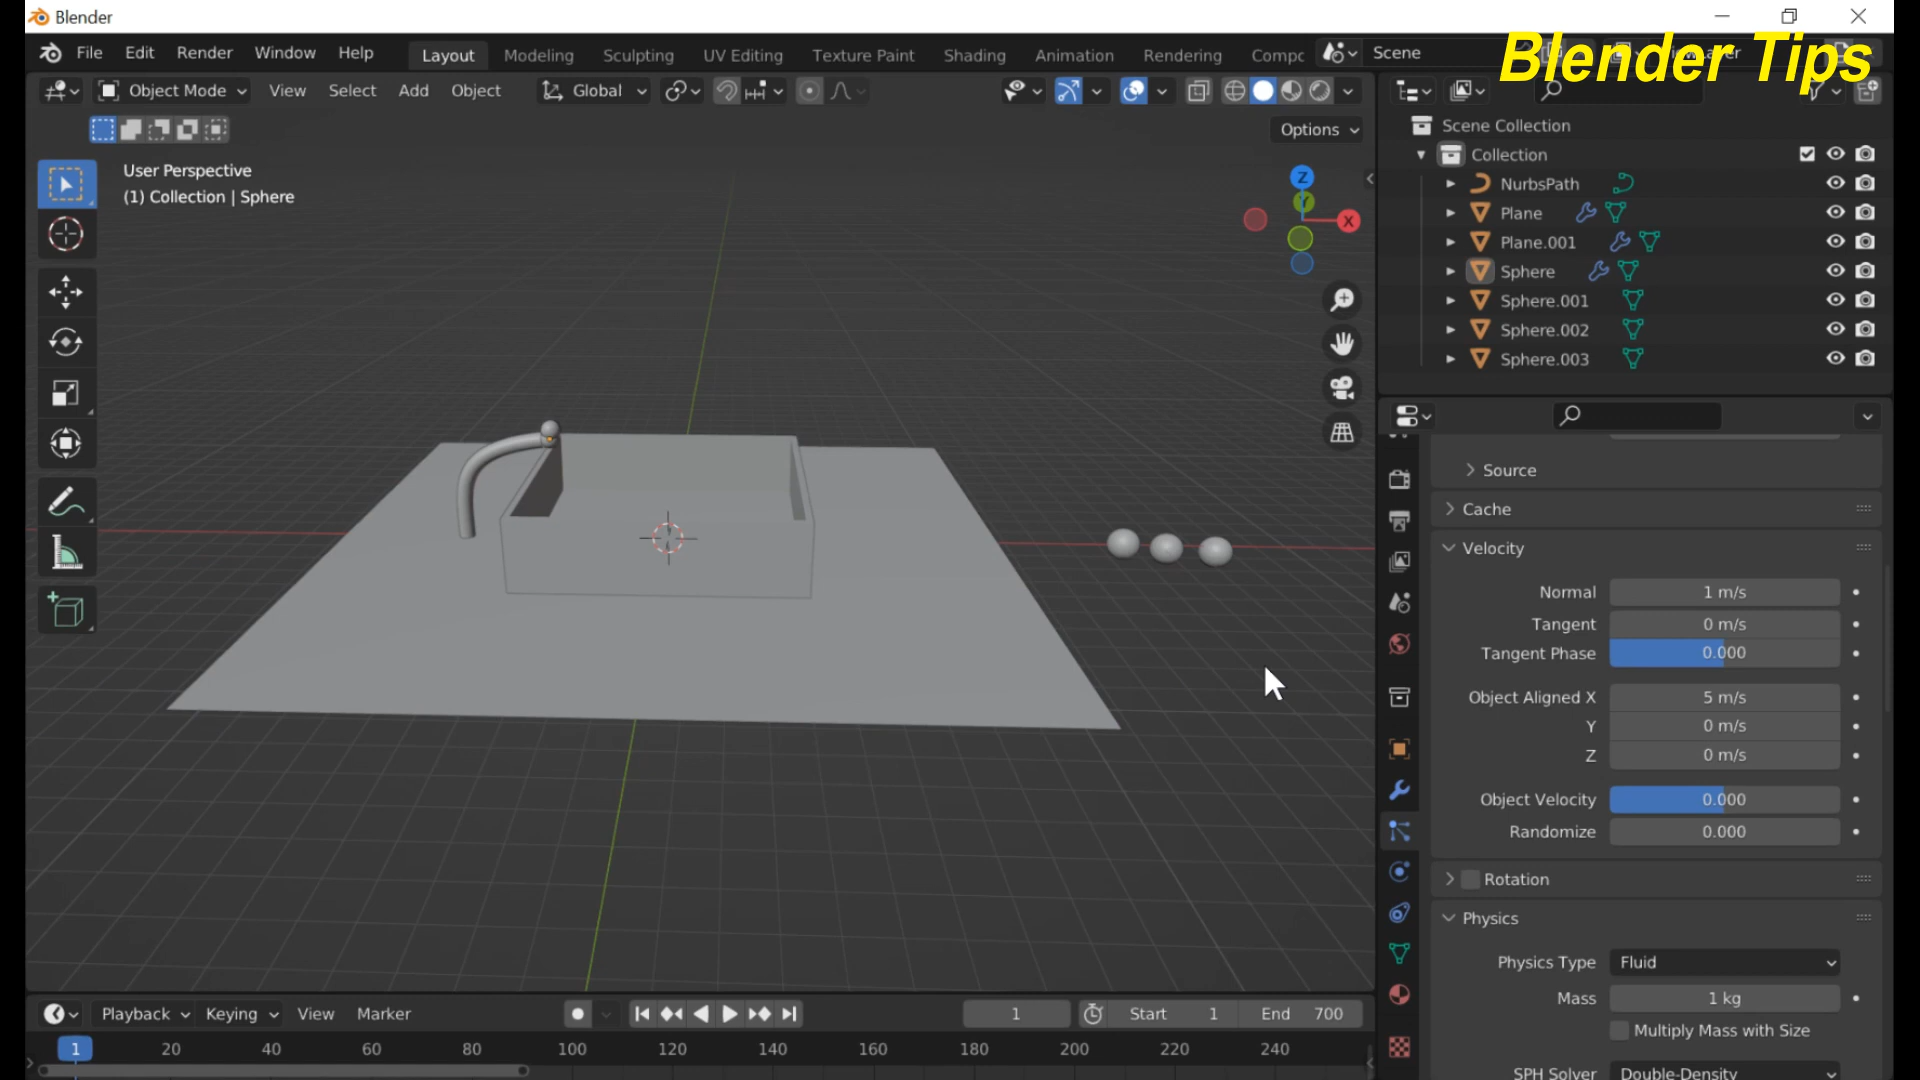 Blender
File Edit Render Window Help Layout Modeling Sculpting UV Editing Texture Paint Shading Animation Rendering Compc Scene
Blender Tips
Object Mode View Select Add Object Global
Options
User Perspective
(1) Collection | Sphere
Z
Y
X
Scene Collection
Collection
NurbsPath
Plane
Plane.001
Sphere
Sphere.001
Sphere.002
Sphere.003
Source
Cache
Velocity
Normal 1 m/s
Tangent 0 m/s
Tangent Phase 0.000
Object Aligned X 5 m/s
Y 0 m/s
Z 0 m/s
Object Velocity 0.000
Randomize 0.000
Rotation
Physics
Physics Type Fluid
Mass 1 kg
Multiply Mass with Size
SPH Solver Double-Density
Playback Keying View Marker 1 Start 1 End 700
1 20 40 60 80 100 120 140 160 180 200 220 240